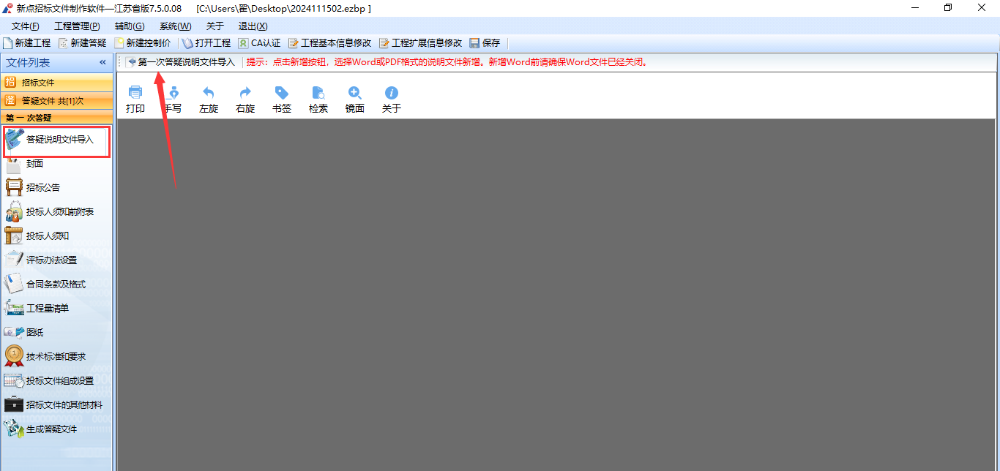 新点招标文件制作软件—江苏省版7.5.0.08 [C:\Users\翟\Desktop\2024111502.ezbp ]
文件(F) 工程管理(P) 辅助(G) 系统(W) 关于 退出(X)
新建工程 新建答疑 新建控制价 打开工程 CA认证 工程基本信息修改 工程扩展信息修改 保存
文件列表 «
第一次答疑说明文件导入 提示：点击新增按钮，选择Word或PDF格式的说明文件新增。新增Word前请确保Word文件已经关闭。
招 招标文件
澄 答疑文件 共[1]次
第 一 次答疑
打印 手写 左旋 右旋 书签 检索 镜面 关于
答疑说明文件导入
封面
招标公告
投标人须知前附表
投标人须知
评标办法设置
合同条款及格式
工程量清单
图纸
技术标准和要求
投标文件组成设置
招标文件的其他材料
生成答疑文件